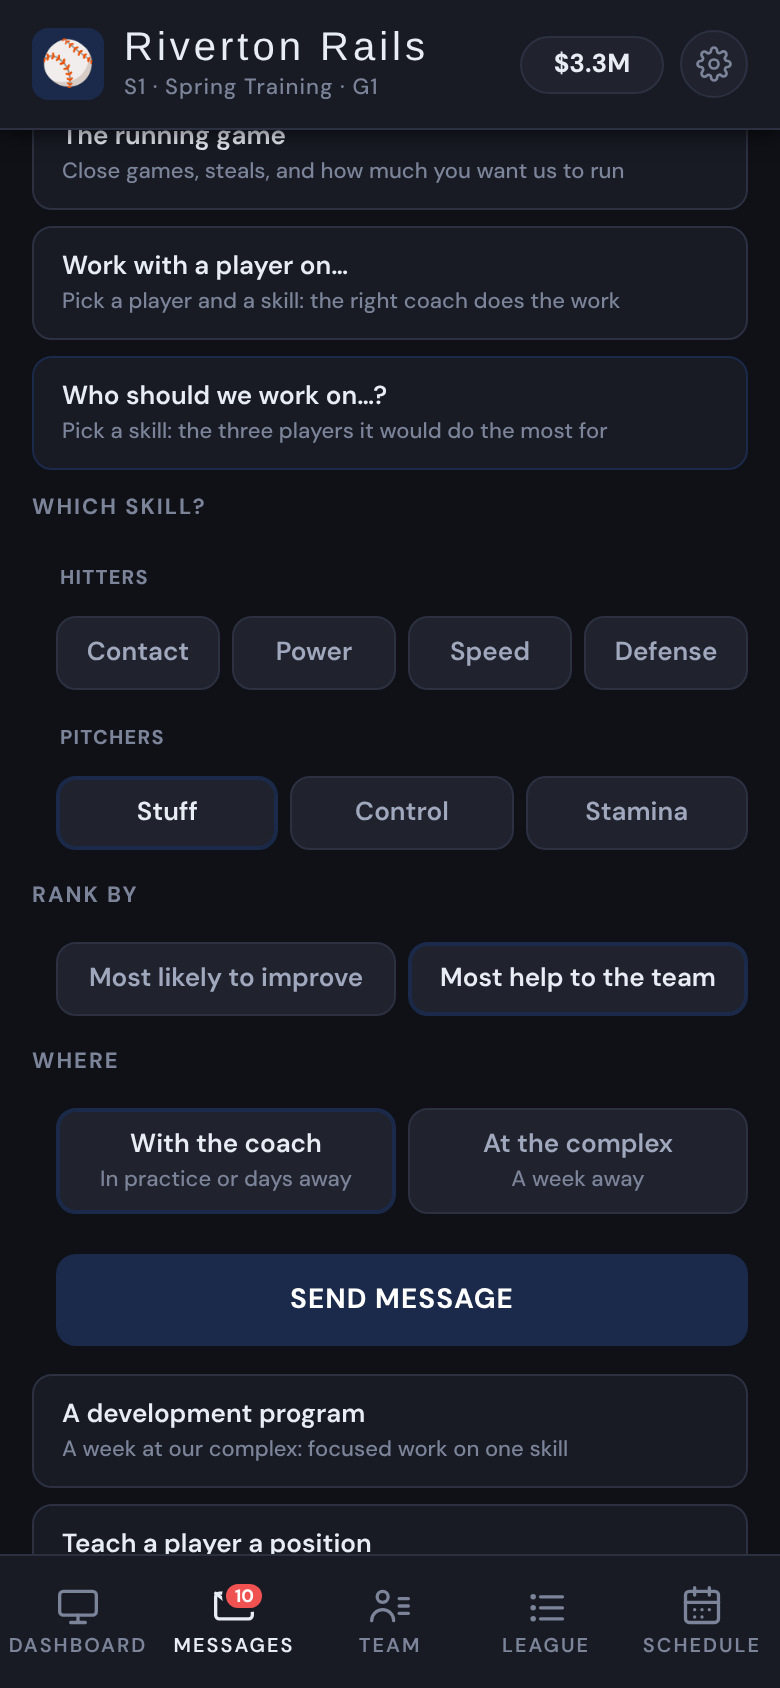 Riverton Rails
S1 · Spring Training · G1
$3.3M
The running game
Close games, steals, and how much you want us to run
Work with a player on...
Pick a player and a skill: the right coach does the work
Who should we work on...?
Pick a skill: the three players it would do the most for
WHICH SKILL?
HITTERS
Contact
Power
Speed
Defense
PITCHERS
Stuff
Control
Stamina
RANK BY
Most likely to improve
Most help to the team
WHERE
With the coach
In practice or days away
At the complex
A week away
SEND MESSAGE
A development program
A week at our complex: focused work on one skill
Teach a player a position
10
DASHBOARD
MESSAGES
TEAM
LEAGUE
SCHEDULE